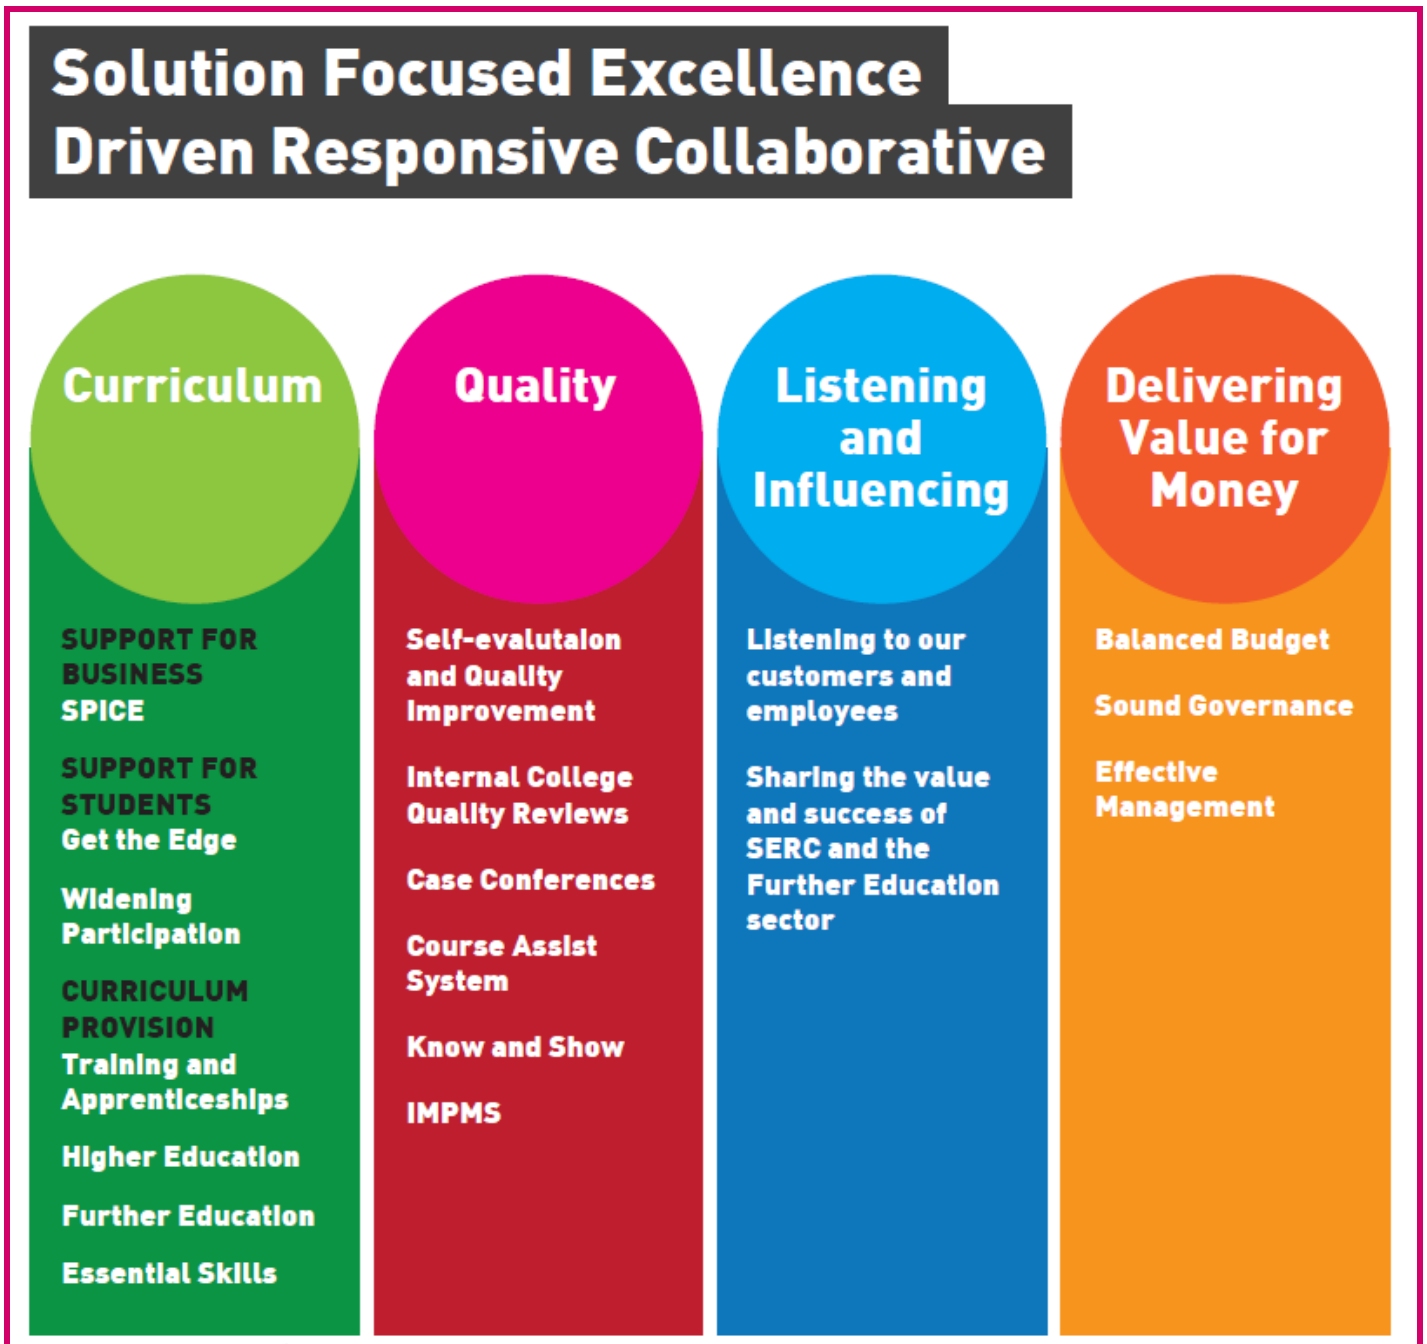 Solution Focused Excellence
Driven Responsive Collaborative
Curriculum
SUPPORT FOR
BUSINESS
SPICE
SUPPORT FOR
STUDENTS
Get the Edge
Widening
Participation
CURRICULUM
PROVISION
Training and
Apprenticeships
Higher Education
Further Education
Essential Skills
Quality
Self-evalutaion
and Quality
Improvement
Internal College
Quality Reviews
Case Conferences
Course Assist
System
Know and Show
IMPMS
Listening
and
Influencing
Listening to our
customers and
employees
Sharing the value
and success of
SERC and the
Further Education
sector
Delivering
Value for
Money
Balanced Budget
Sound Governance
Effective
Management